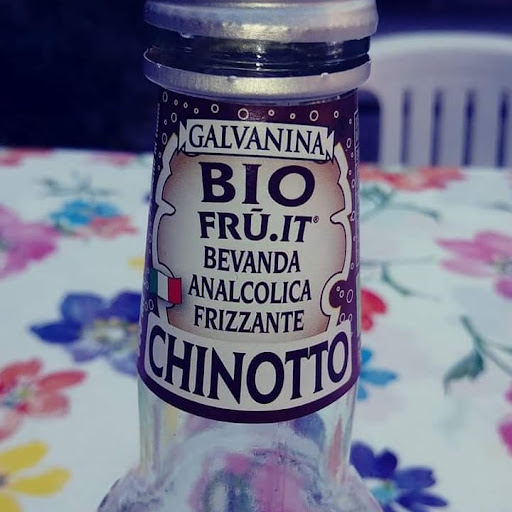 GALVANINA
BIO
FRŪ.IT®
BEVANDA
ANALCOLICA
FRIZZANTE
CHINOTTO